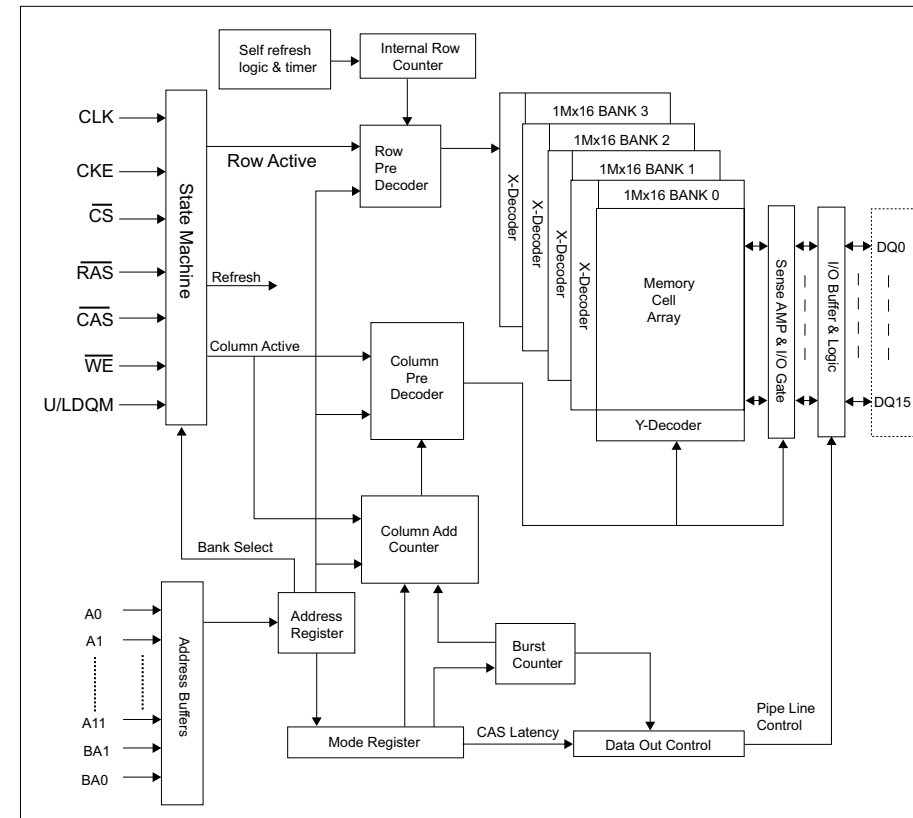 Self refresh
logic & timer
Internal Row
Counter
CLK
CKE
CS
RAS
CAS
WE
U/LDQM
State Machine
Row Active
Refresh
Column Active
Row
Pre
Decoder
Column
Pre
Decoder
Column Add
Counter
Bank Select
1Mx16 BANK 3
1Mx16 BANK 2
1Mx16 BANK 1
1Mx16 BANK 0
X-Decoder
X-Decoder
X-Decoder
X-Decoder
Memory
Cell
Array
Y-Decoder
Sense AMP & I/O Gate
I/O Buffer & Logic
DQ0
DQ15
A0
A1
A11
BA1
BA0
Address Buffers
Address
Register
Burst
Counter
Mode Register
CAS Latency
Data Out Control
Pipe Line
Control